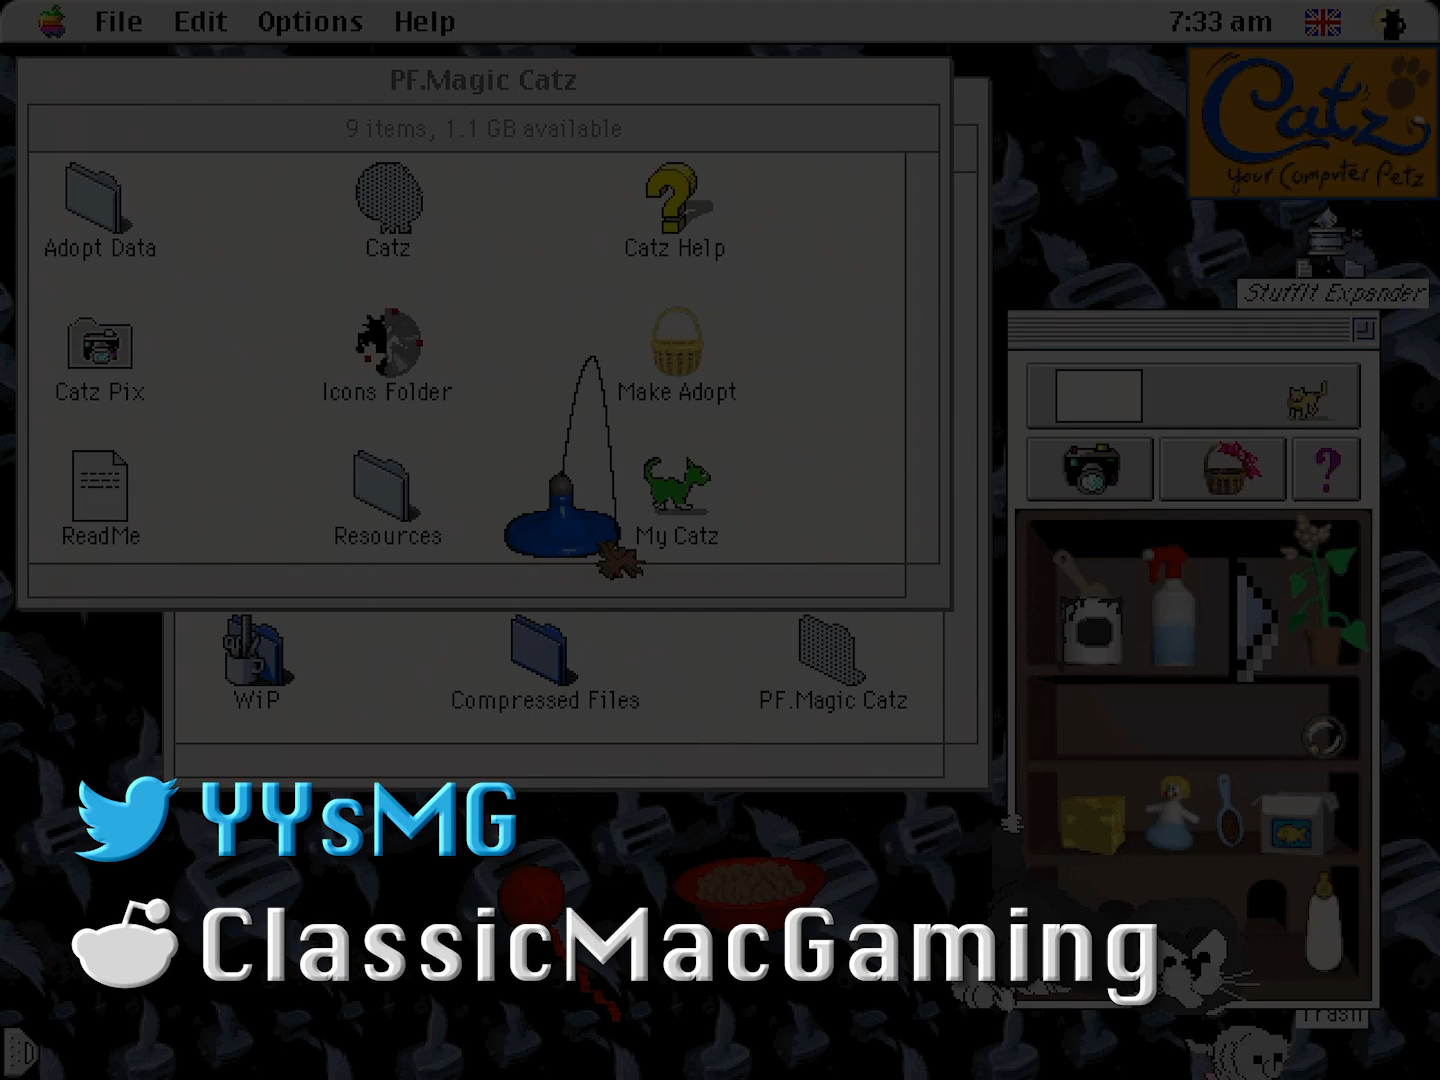 File Edit Options Help 7:33 am
PF.Magic Catz
9 items, 1.1 GB available
Catz
your Computer Petz
Adopt Data Catz Catz Help
StuffIt Expander
Catz Pix Icons Folder Make Adopt
ReadMe Resources My Catz
WiP Compressed Files PF.Magic Catz
YYsMG
ClassicMacGaming
Trash